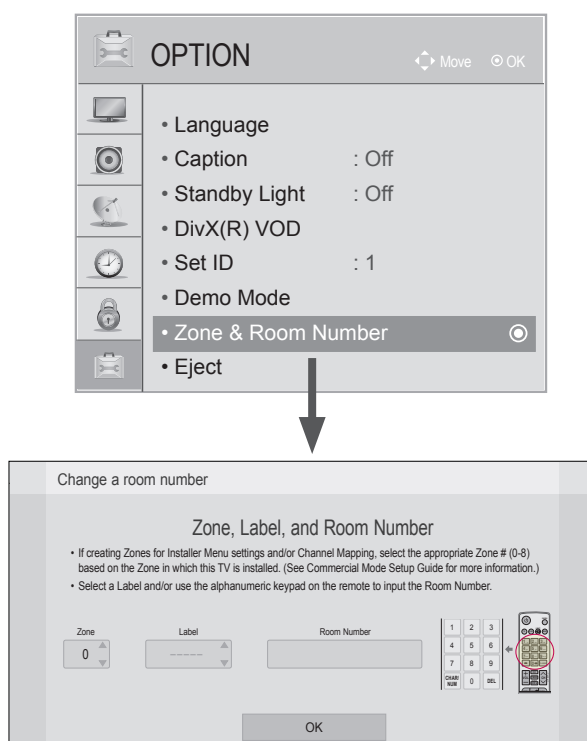 OPTION
Move OK
• Language
• Caption : Off
• Standby Light : Off
• DivX(R) VOD
• Set ID : 1
• Demo Mode
• Zone & Room Number
• Eject
Change a room number
Zone, Label, and Room Number
• If creating Zones for Installer Menu settings and/or Channel Mapping, select the appropriate Zone # (0-8)
based on the Zone in which this TV is installed. (See Commercial Mode Setup Guide for more information.)
• Select a Label and/or use the alphanumeric keypad on the remote to input the Room Number.
Zone Label Room Number
0 -----
1 2 3
4 5 6
7 8 9
CHAR/NUM 0 DEL
OK